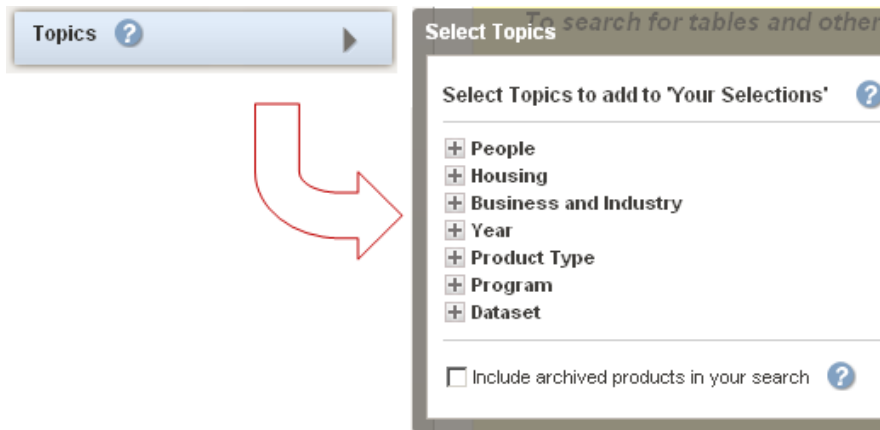 Topics ?
To search for tables and other
Select Topics
Select Topics to add to 'Your Selections' ?
People
Housing
Business and Industry
Year
Product Type
Program
Dataset
Include archived products in your search ?